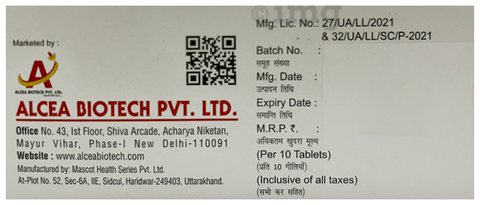 Marketed by :
ALCEA BIOTECH PVT. LTD.
ALCEA BIOTECH PVT. LTD.
Office No. 43, Ist Floor, Shiva Arcade, Acharya Niketan,
Mayur Vihar, Phase-I New Delhi-110091
Website : www.alceabiotech.com
Manufactured by: Mascot Health Series Pvt. Ltd.
At-Plot No. 52, Sec-6A, IIE, Sidcul, Haridwar-249403, Uttarakhand.
1mg
Mfg. Lic. No.: 27/UA/LL/2021
& 32/UA/LL/SC/P-2021
Batch No. :
समूह संख्या
Mfg. Date :
उत्पादन तिथि
Expiry Date :
समाप्ति तिथि
M.R.P. ₹. :
अधिकतम खुदरा मूल्य
(Per 10 Tablets)
(प्रति 10 गोलियाँ)
(Inclusive of all taxes)
(सभी कर सहित)